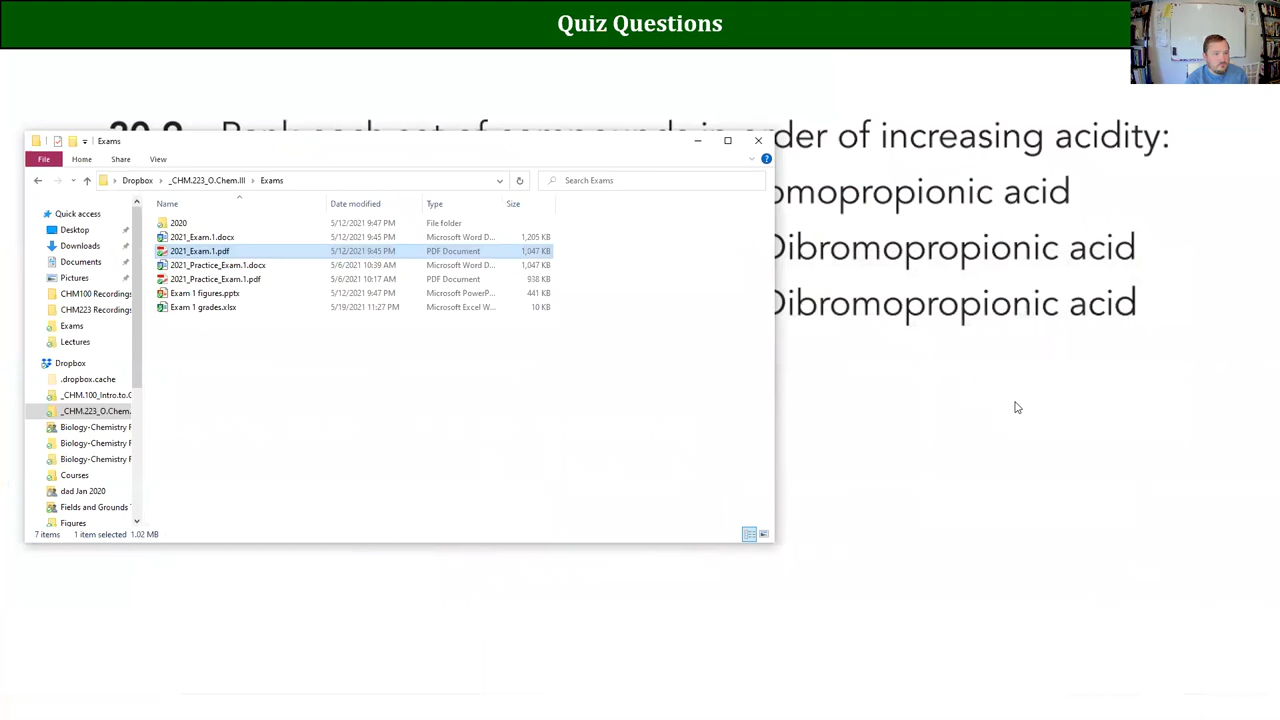 Quiz Questions
der of increasing acidity:
omopropionic acid
Dibromopropionic acid
Dibromopropionic acid
Exams
File
Home
Share
View
Dropbox
_CHM.223_O.Chem.III
Exams
Search Exams
Name
Date modified
Type
Size
2020
5/12/2021 9:47 PM
File folder
2021_Exam.1.docx
5/12/2021 9:45 PM
Microsoft Word D...
1,205 KB
2021_Exam.1.pdf
5/12/2021 9:45 PM
PDF Document
1,047 KB
2021_Practice_Exam.1.docx
5/6/2021 10:39 AM
Microsoft Word D...
1,047 KB
2021_Practice_Exam.1.pdf
5/6/2021 10:17 AM
PDF Document
938 KB
Exam 1 figures.pptx
5/12/2021 9:47 PM
Microsoft PowerP...
441 KB
Exam 1 grades.xlsx
5/19/2021 11:27 PM
Microsoft Excel W...
10 KB
Quick access
Desktop
Downloads
Documents
Pictures
CHM100 Recordings
CHM223 Recordings
Exams
Lectures
Dropbox
.dropbox.cache
_CHM.100_Intro.to.C
_CHM.223_O.Chem.
Biology-Chemistry F
Biology-Chemistry F
Biology-Chemistry F
Courses
dad Jan 2020
Fields and Grounds
Figures
7 items
1 item selected
1.02 MB